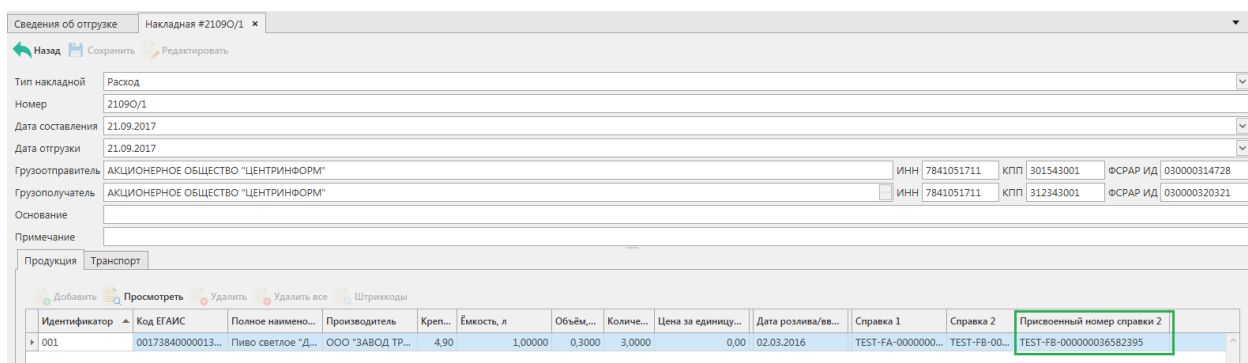 Сведения об отгрузке Накладная #2109О/1 ×
Назад Сохранить Редактировать
Тип накладной Расход
Номер 2109О/1
Дата составления 21.09.2017
Дата отгрузки 21.09.2017
Грузоотправитель АКЦИОНЕРНОЕ ОБЩЕСТВО "ЦЕНТРИНФОРМ" ИНН 7841051711 КПП 301543001 ФСРАР ИД 030000314728
Грузополучатель АКЦИОНЕРНОЕ ОБЩЕСТВО "ЦЕНТРИНФОРМ" ... ИНН 7841051711 КПП 312343001 ФСРАР ИД 030000320321
Основание
Примечание
Продукция Транспорт
Добавить Просмотреть Удалить Удалить все Штрихкоды
Идентификатор Код ЕГАИС Полное наимено... Производитель Креп... Ёмкость, л Объём,... Количе... Цена за единицу... Дата розлива/вв... Справка 1 Справка 2 Присвоенный номер справки 2
001 00173840000013... Пиво светлое "Д... ООО "ЗАВОД ТР... 4,90 1,00000 0,3000 3,0000 0,00 02.03.2016 TEST-FA-0000000... TEST-FB-00... TEST-FB-000000036582395